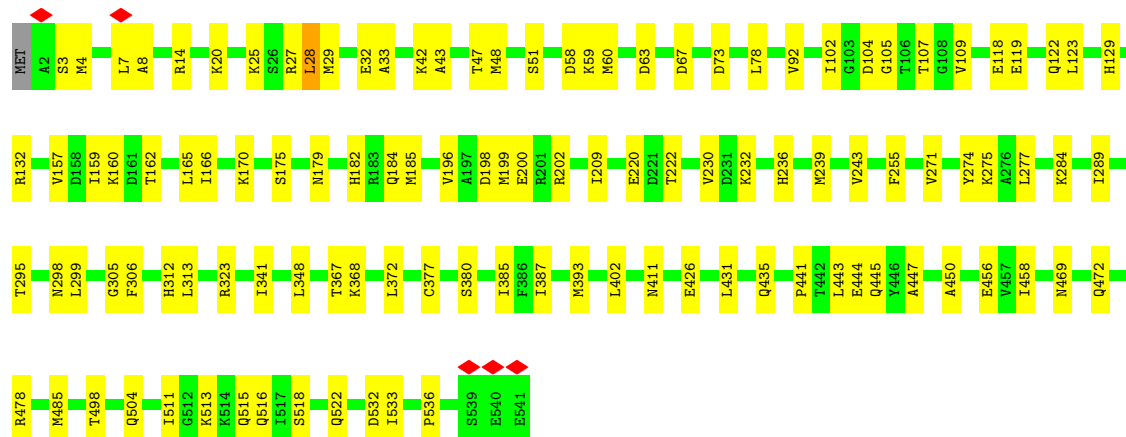 MET A2 S3 M4 L7 A8 R14 K20 K25 S26 R27 L28 M29 E32 A33 K42 A43 T47 M48 S51 D58 K59 M60 D63 D67 D73 L78 V92 I102 G103 D104 G105 T106 T107 G108 V109 E118 E119 Q122 L123 H129
R132 V157 D158 I159 K160 D161 T162 L165 I166 K170 S175 N179 H182 R183 Q184 M185 V196 A197 D198 M199 E200 R201 R202 I209 E220 D221 T222 V230 D231 K232 H236 M239 V243 F255 V271 Y274 K275 A276 L277 K284 I289
T295 N298 L299 G305 F306 H312 L313 R323 I341 L348 T367 K368 L372 C377 S380 I385 F386 I387 M393 L402 N411 E426 L431 Q435 P441 T442 L443 E444 Q445 Y446 A447 A450 E456 V457 I458 N469 Q472
R478 M485 T498 Q504 I511 G512 K513 K514 Q515 Q516 I517 S518 Q522 D532 I533 P536 S539 E540 E541